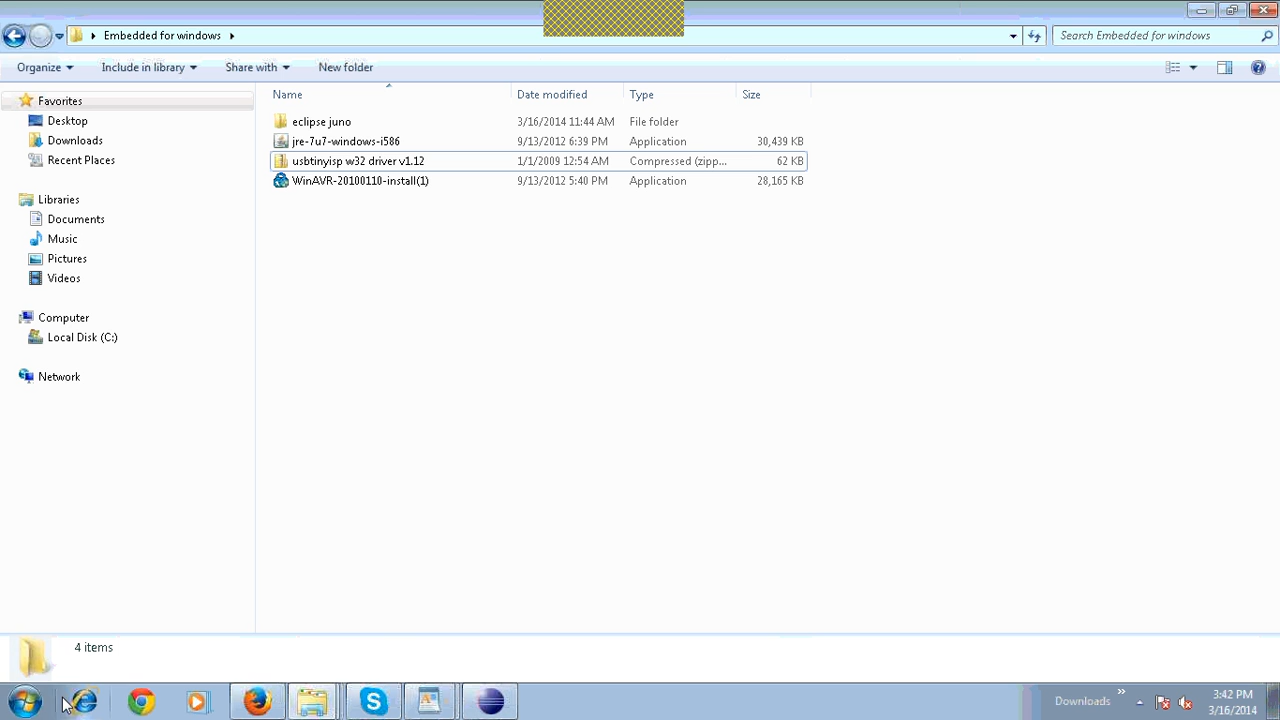 Embedded for windows
Search Embedded for windows
Organize Include in library Share with New folder
Name Date modified Type Size
Favorites
Desktop
Downloads
Recent Places
Libraries
Documents
Music
Pictures
Videos
Computer
Local Disk (C:)
Network
eclipse juno 3/16/2014 11:44 AM File folder
jre-7u7-windows-i586 9/13/2012 6:39 PM Application 30,439 KB
usbtinyisp w32 driver v1.12 1/1/2009 12:54 AM Compressed (zipp... 62 KB
WinAVR-20100110-install(1) 9/13/2012 5:40 PM Application 28,165 KB
4 items
Downloads
3:42 PM
3/16/2014